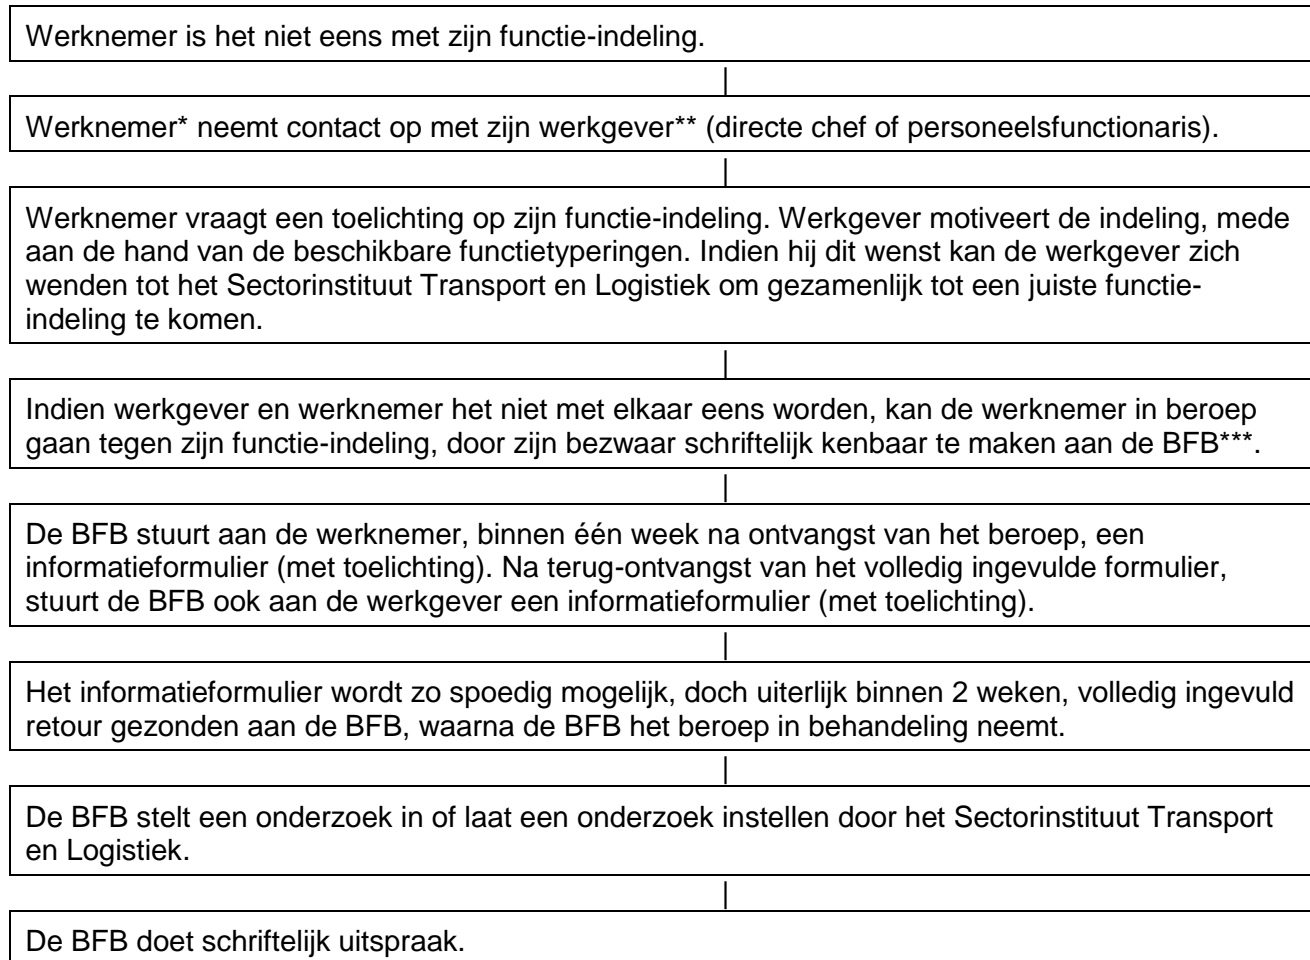 Werknemer is het niet eens met zijn functie-indeling.
Werknemer* neemt contact op met zijn werkgever** (directe chef of personeelsfunctionaris).
Werknemer vraagt een toelichting op zijn functie-indeling. Werkgever motiveert de indeling, mede
aan de hand van de beschikbare functietyperingen. Indien hij dit wenst kan de werkgever zich
wenden tot het Sectorinstituut Transport en Logistiek om gezamenlijk tot een juiste functie-
indeling te komen.
Indien werkgever en werknemer het niet met elkaar eens worden, kan de werknemer in beroep
gaan tegen zijn functie-indeling, door zijn bezwaar schriftelijk kenbaar te maken aan de BFB***.
De BFB stuurt aan de werknemer, binnen één week na ontvangst van het beroep, een
informatieformulier (met toelichting). Na terug-ontvangst van het volledig ingevulde formulier,
stuurt de BFB ook aan de werkgever een informatieformulier (met toelichting).
Het informatieformulier wordt zo spoedig mogelijk, doch uiterlijk binnen 2 weken, volledig ingevuld
retour gezonden aan de BFB, waarna de BFB het beroep in behandeling neemt.
De BFB stelt een onderzoek in of laat een onderzoek instellen door het Sectorinstituut Transport
en Logistiek.
De BFB doet schriftelijk uitspraak.